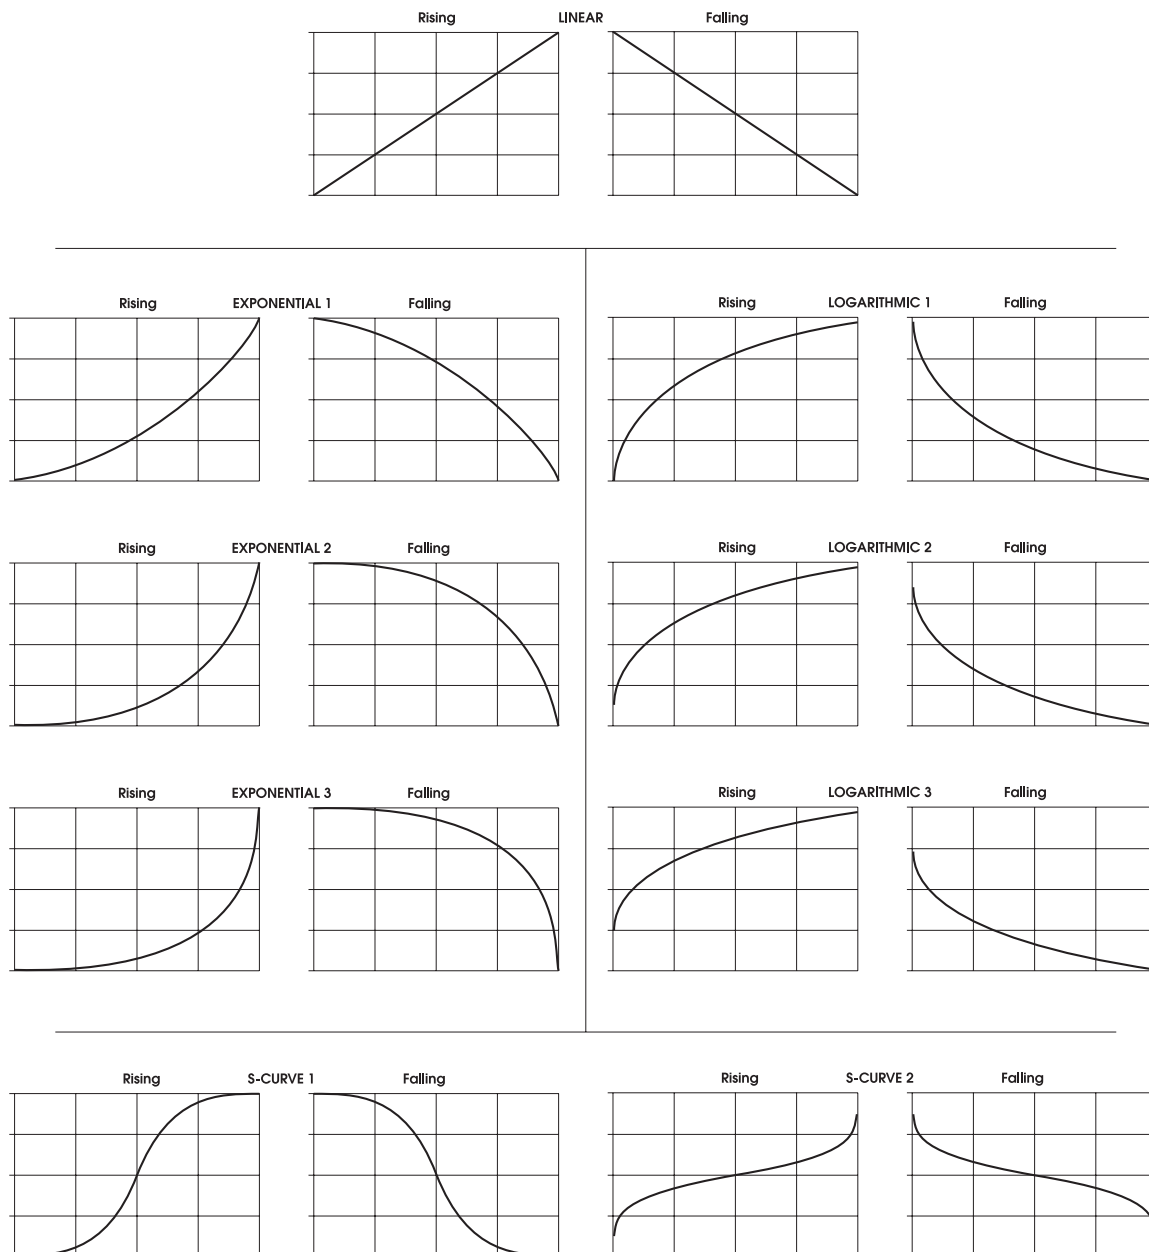 Rising LINEAR Falling
Rising EXPONENTIAL 1 Falling
Rising LOGARITHMIC 1 Falling
Rising EXPONENTIAL 2 Falling
Rising LOGARITHMIC 2 Falling
Rising EXPONENTIAL 3 Falling
Rising LOGARITHMIC 3 Falling
Rising S-CURVE 1 Falling
Rising S-CURVE 2 Falling